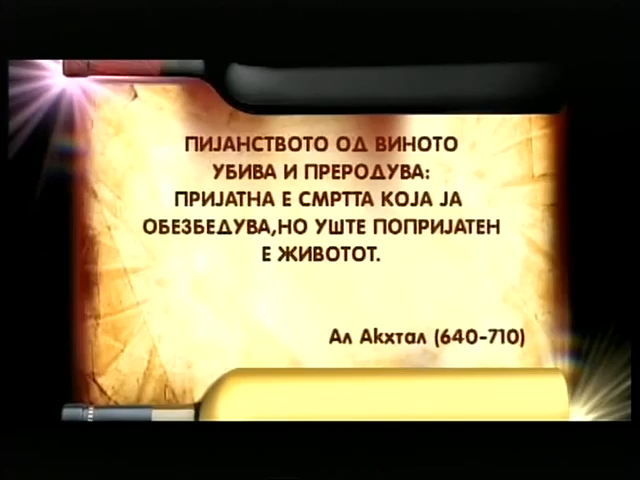 ПИЈАНСТВОТО ОД ВИНОТО
УБИВА И ПРЕРОДУВА:
ПРИЈАТНА Е СМРТТА КОЈА ЈА
ОБЕЗБЕДУВА,НО УШТЕ ПОПРИЈАТЕН
Е ЖИВОТОТ.
Ал Акхтал (640-710)